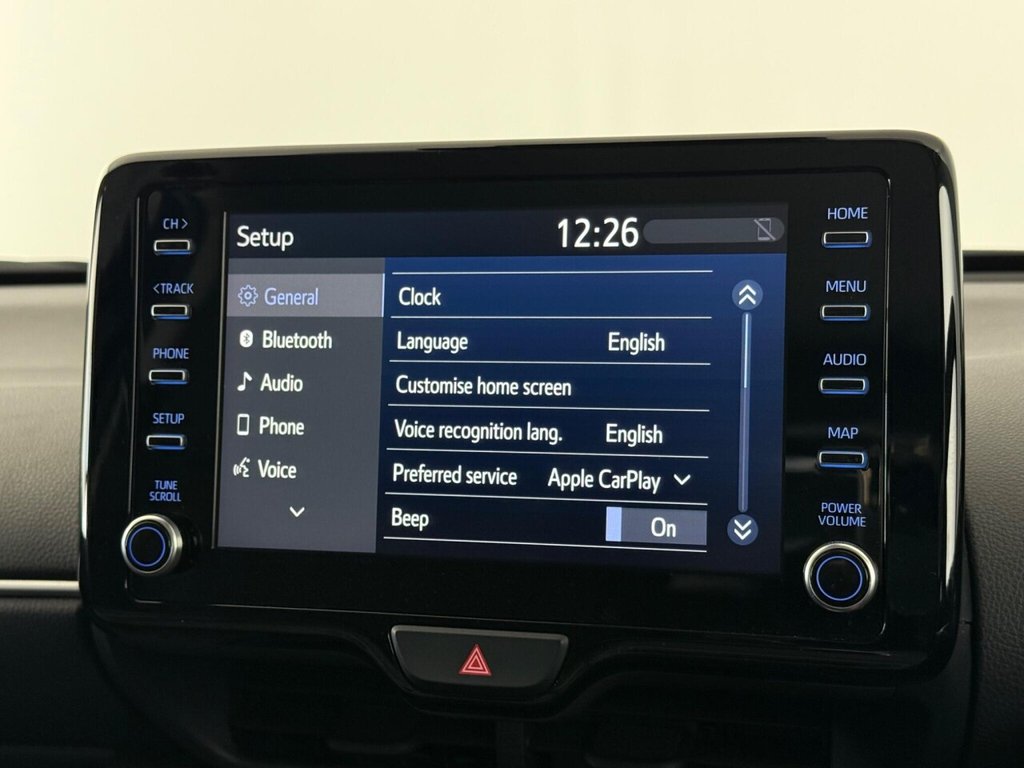 CH >
< TRACK
PHONE
SETUP
TUNE
SCROLL
Setup
12:26
General
Bluetooth
Audio
Phone
Voice
Clock
Language English
Customise home screen
Voice recognition lang. English
Preferred service Apple CarPlay
Beep On
HOME
MENU
AUDIO
MAP
POWER
VOLUME